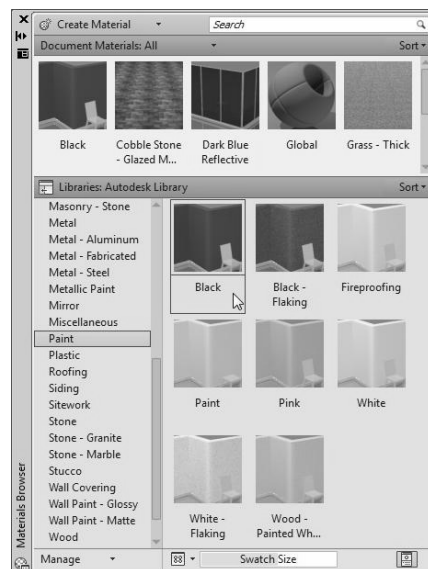 Create Material
Search
Document Materials: All
Sort
Black
Cobble Stone
- Glazed M...
Dark Blue
Reflective
Global
Grass - Thick
Libraries: Autodesk Library
Sort
Masonry - Stone
Metal
Metal - Aluminum
Metal - Fabricated
Metal - Steel
Metallic Paint
Mirror
Miscellaneous
Paint
Plastic
Roofing
Siding
Sitework
Stone
Stone - Granite
Stone - Marble
Stucco
Wall Covering
Wall Paint - Glossy
Wall Paint - Matte
Wood
Black
Black -
Flaking
Fireproofing
Paint
Pink
White
White -
Flaking
Wood -
Painted Wh...
Materials Browser
Manage
Swatch Size